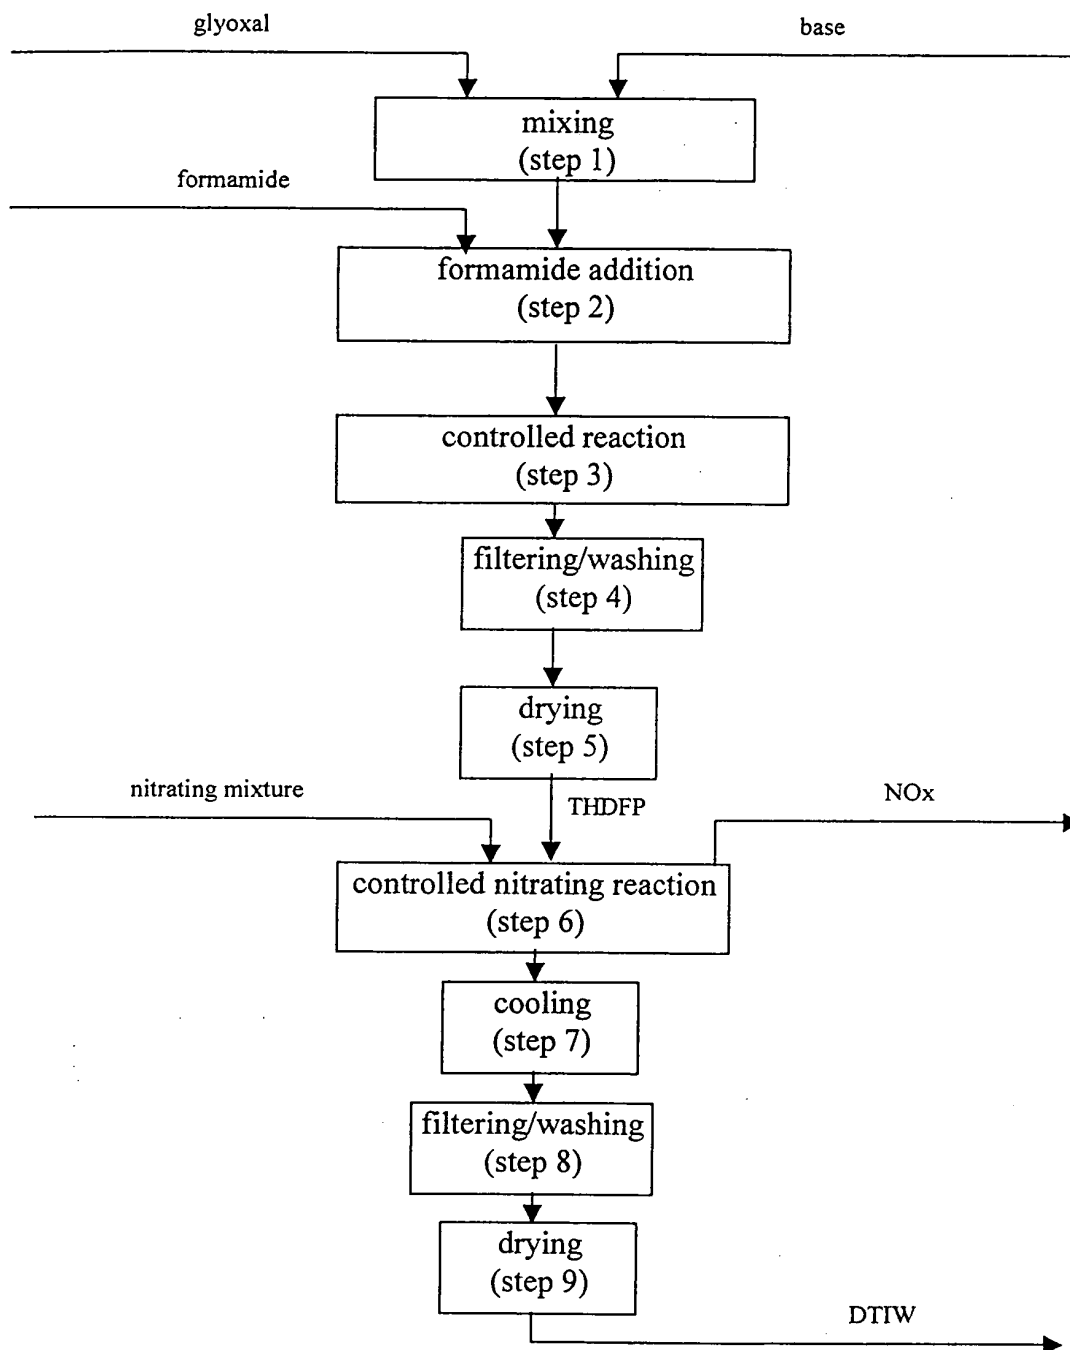 glyoxal
base
mixing
(step 1)
formamide
formamide addition
(step 2)
controlled reaction
(step 3)
filtering/washing
(step 4)
drying
(step 5)
nitrating mixture
THDFP
NOx
controlled nitrating reaction
(step 6)
cooling
(step 7)
filtering/washing
(step 8)
drying
(step 9)
DTIW